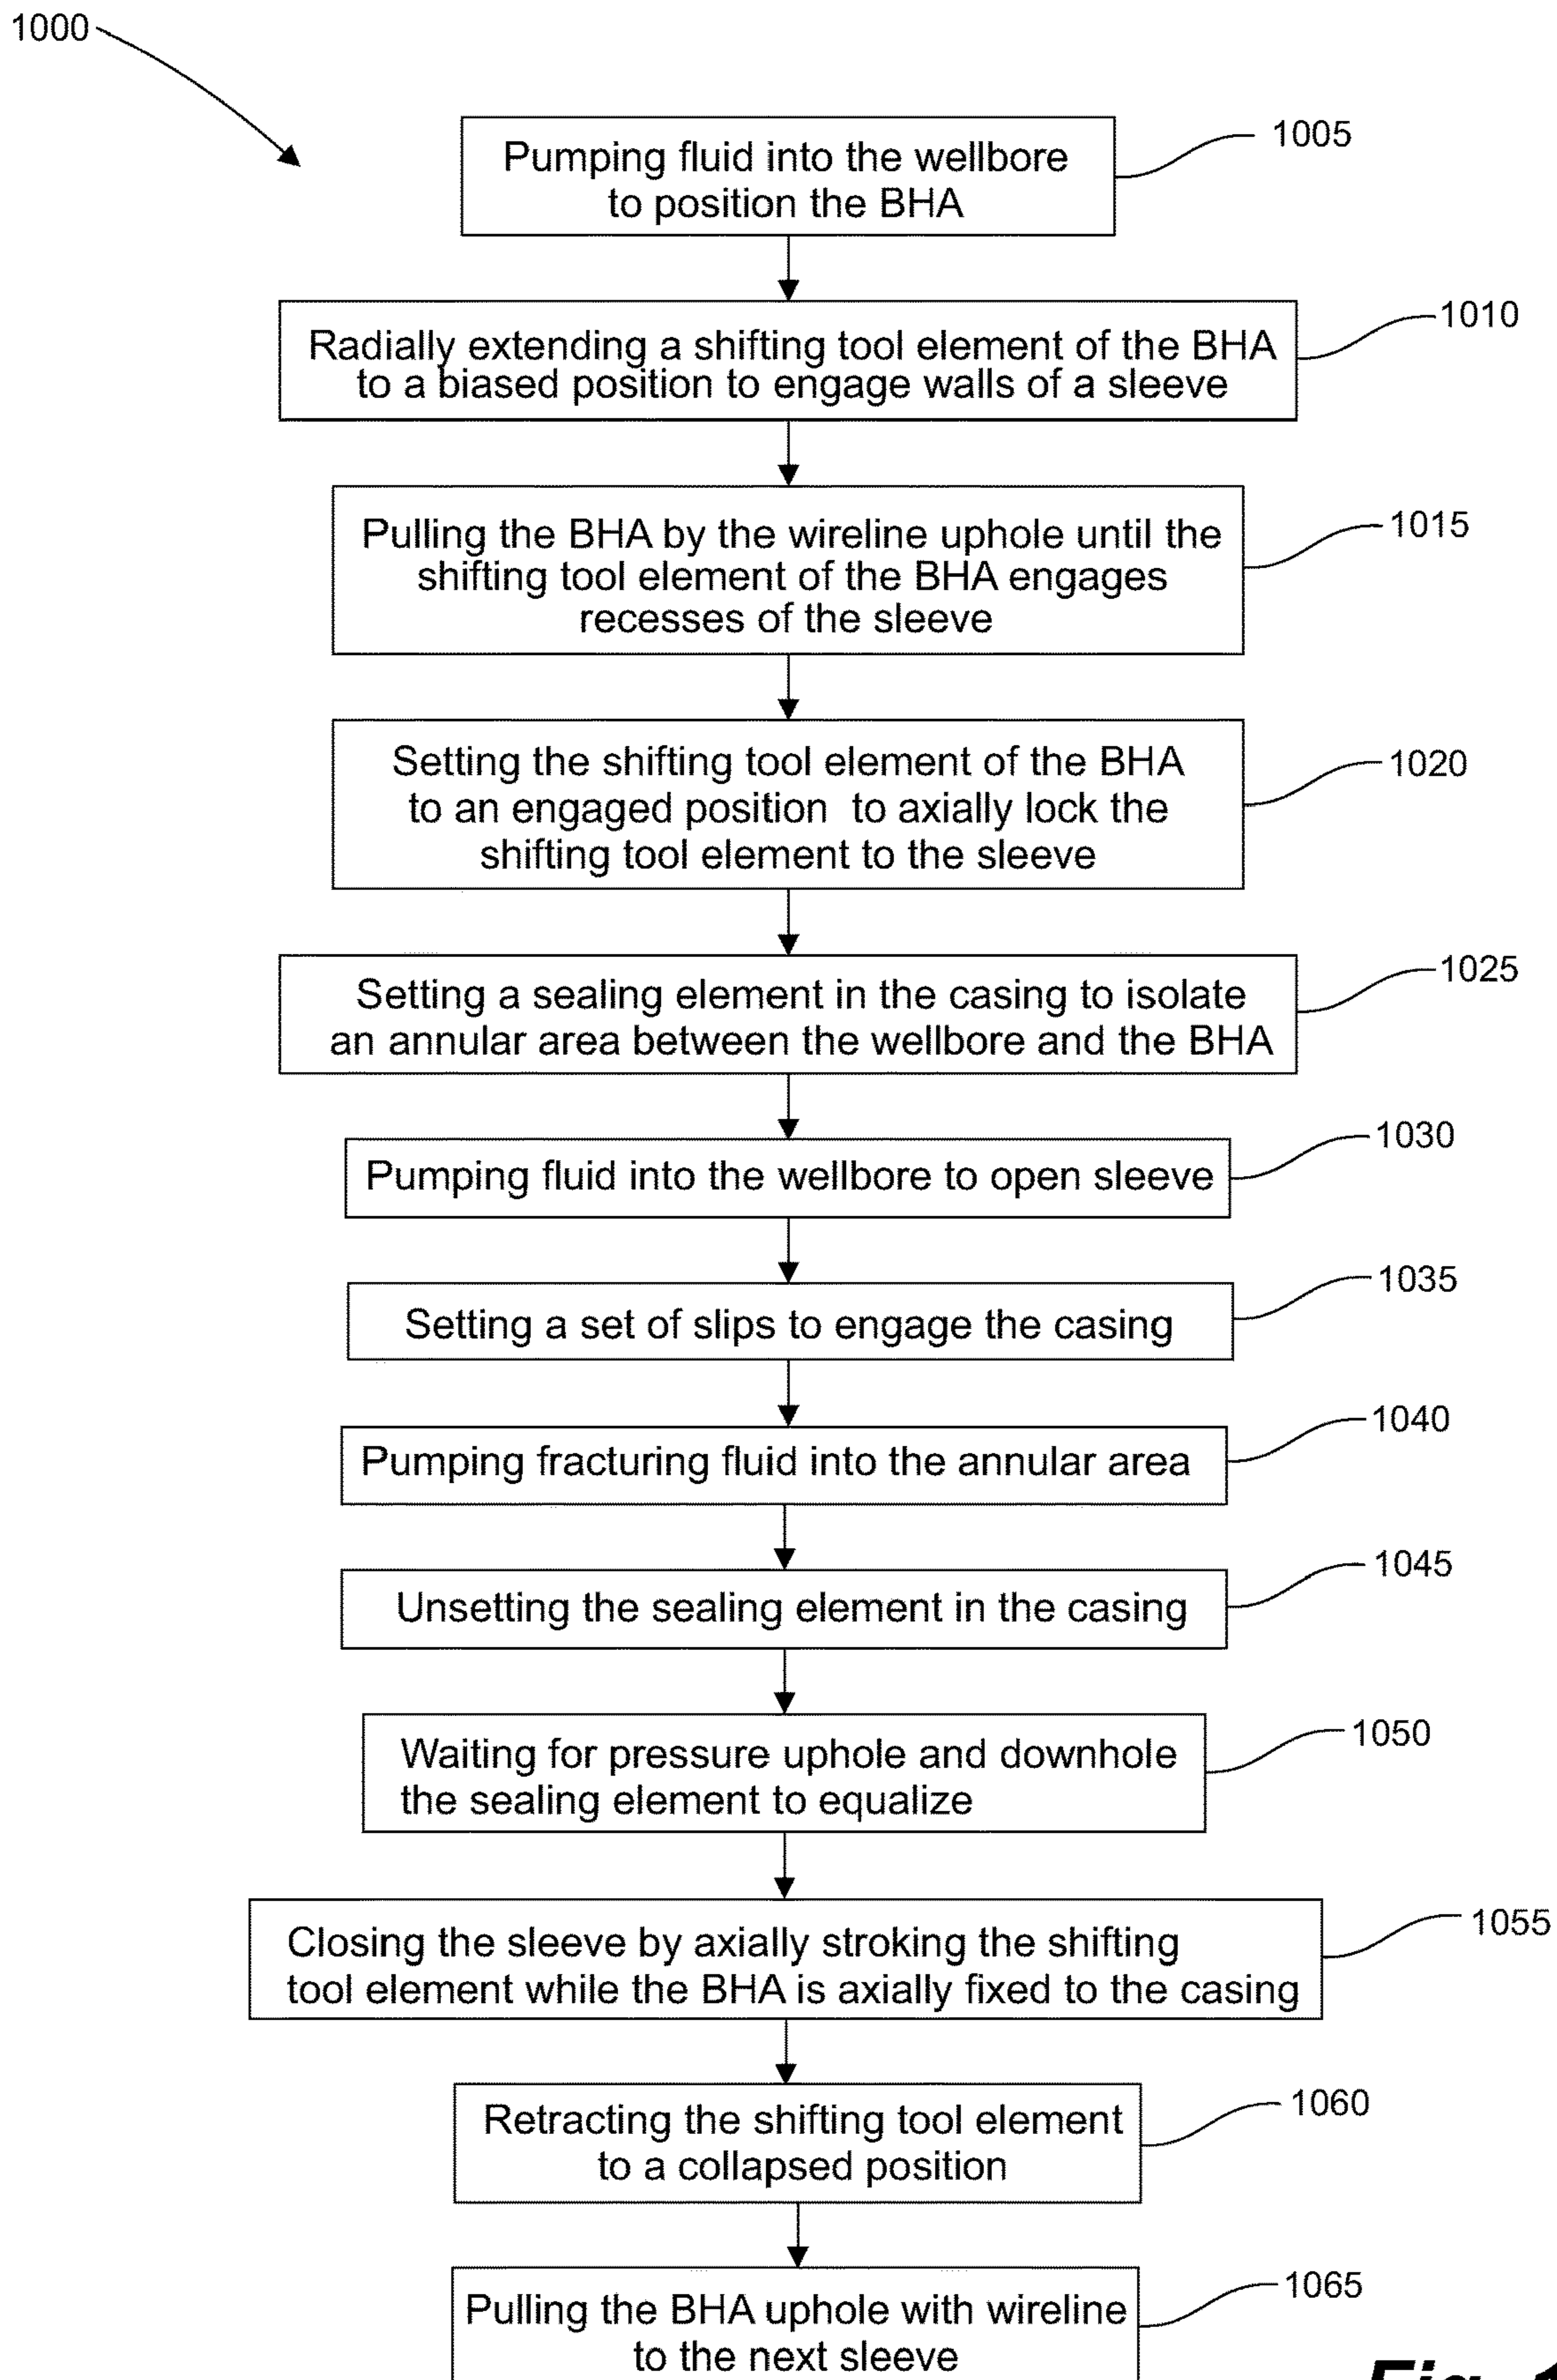 1000
Pumping fluid into the wellbore
to position the BHA
1005
Radially extending a shifting tool element of the BHA
to a biased position to engage walls of a sleeve
1010
Pulling the BHA by the wireline uphole until the
shifting tool element of the BHA engages
recesses of the sleeve
1015
Setting the shifting tool element of the BHA
to an engaged position to axially lock the
shifting tool element to the sleeve
1020
Setting a sealing element in the casing to isolate
an annular area between the wellbore and the BHA
1025
Pumping fluid into the wellbore to open sleeve
1030
Setting a set of slips to engage the casing
1035
Pumping fracturing fluid into the annular area
1040
Unsetting the sealing element in the casing
1045
Waiting for pressure uphole and downhole
the sealing element to equalize
1050
Closing the sleeve by axially stroking the shifting
tool element while the BHA is axially fixed to the casing
1055
Retracting the shifting tool element
to a collapsed position
1060
Pulling the BHA uphole with wireline
to the next sleeve
1065